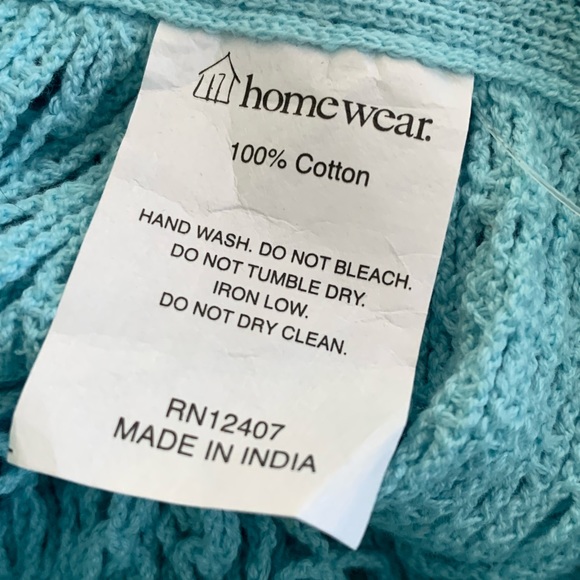 homewear.
100% Cotton
HAND WASH. DO NOT BLEACH.
DO NOT TUMBLE DRY.
IRON LOW.
DO NOT DRY CLEAN.
RN12407
MADE IN INDIA